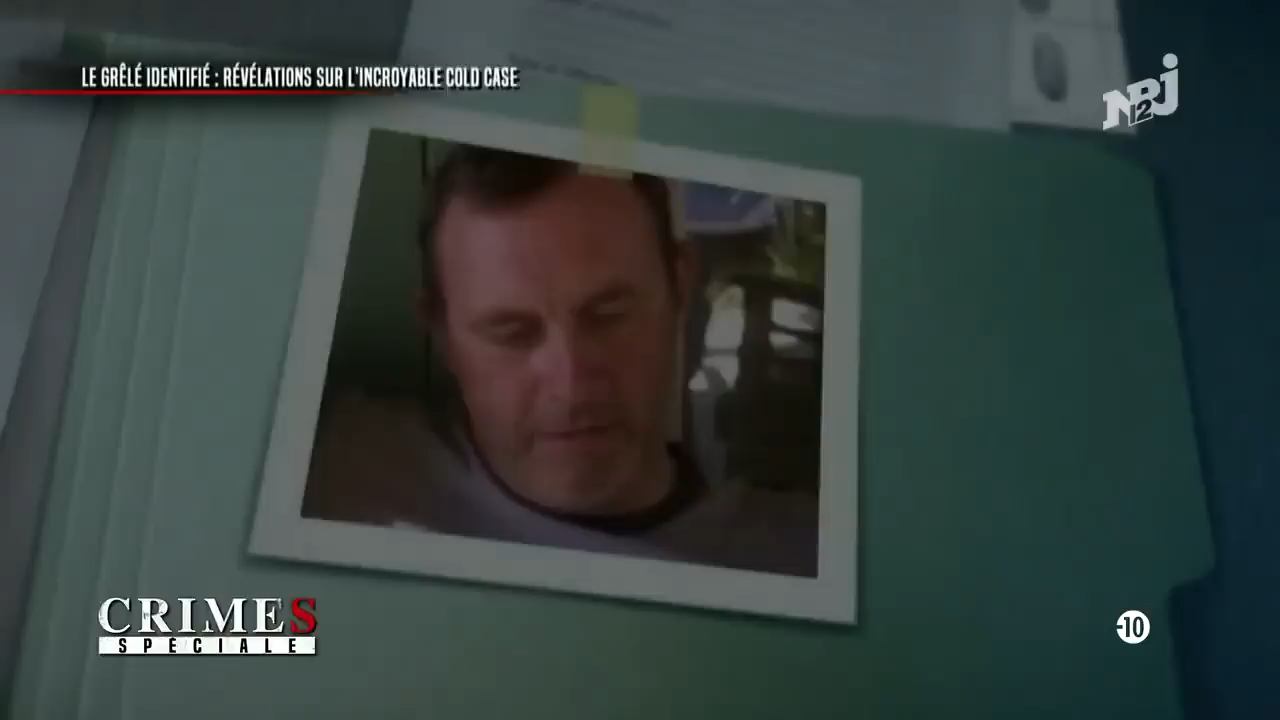 LE GRÊLÉ IDENTIFIÉ : RÉVÉLATIONS SUR L'INCROYABLE COLD CASE
NRJ
12
CRIMES
SPÉCIALE
-10